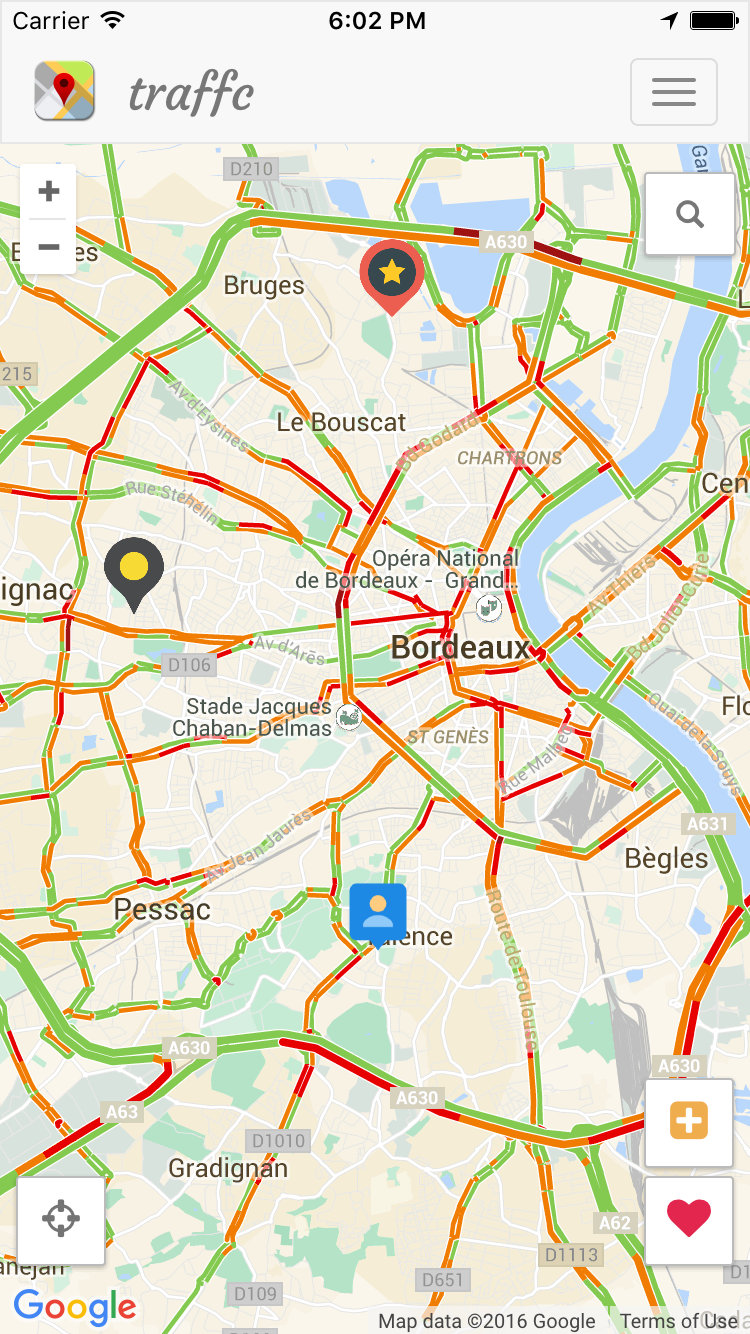 Carrier 6:02 PM
traffc
D210
A630
Bruges
215
Av d'Eysines
Le Bouscat
Bd Godard
CHARTRONS
Rue Stéhélin
Cen
Opéra National
de Bordeaux - Grand...
ignac
Av Thiers
Bd Joliot Curie
Av d'Arès
Bordeaux
D106
Stade Jacques
Chaban-Delmas
ST GENÈS
Flo
Quai de la Souys
Rue Malbec
A631
Av Jean Jaurès
Bègles
Pessac
alence
Route de Toulouse
A630
A630
A63
A630
D1010
Gradignan
A62
D1113
anejan
D651
D109
Google
Map data ©2016 Google Terms of Use